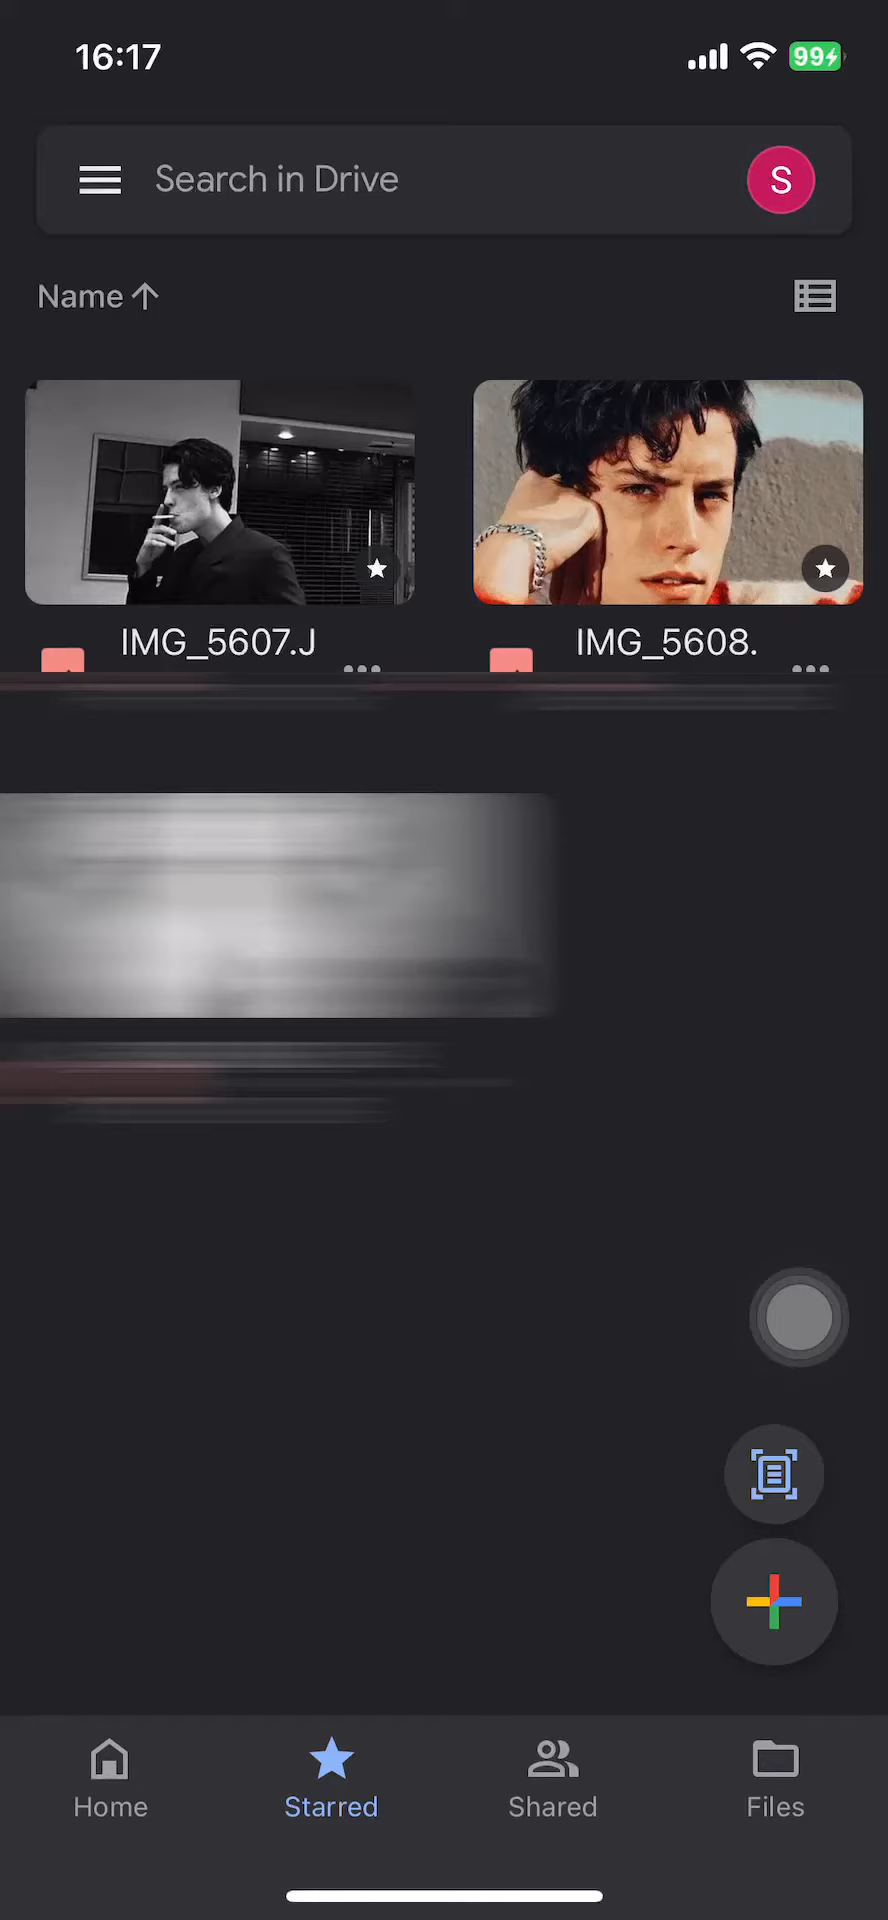 16:17
99
Search in Drive
S
Name
IMG_5607.J
IMG_5608.
Home
Starred
Shared
Files